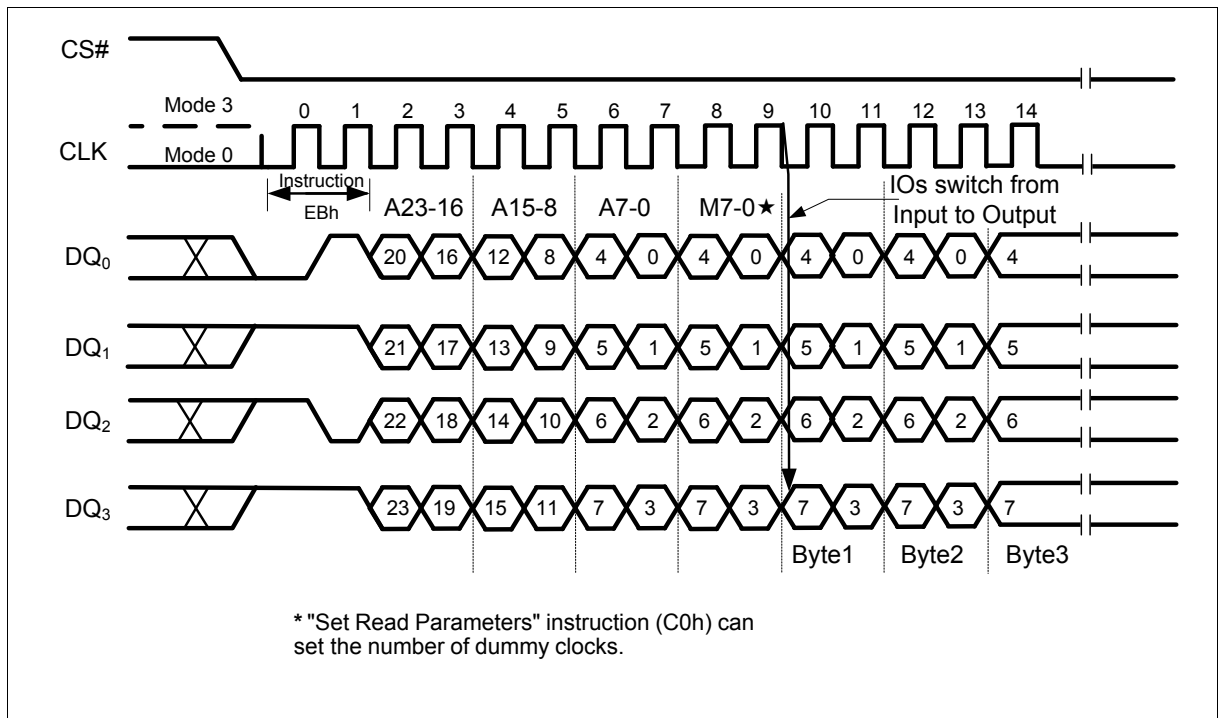 CS#
Mode 3
0 1 2 3 4 5 6 7 8 9 10 11 12 13 14
CLK
Mode 0
Instruction
EBh
A23-16 A15-8 A7-0 M7-0★
IOs switch from
Input to Output
DQ0 20 16 12 8 4 0 4 0 4 0 4 0 4
DQ1 21 17 13 9 5 1 5 1 5 1 5 1 5
DQ2 22 18 14 10 6 2 6 2 6 2 6 2 6
DQ3 23 19 15 11 7 3 7 3 7 3 7 3 7
Byte1 Byte2 Byte3
* "Set Read Parameters" instruction (C0h) can
set the number of dummy clocks.